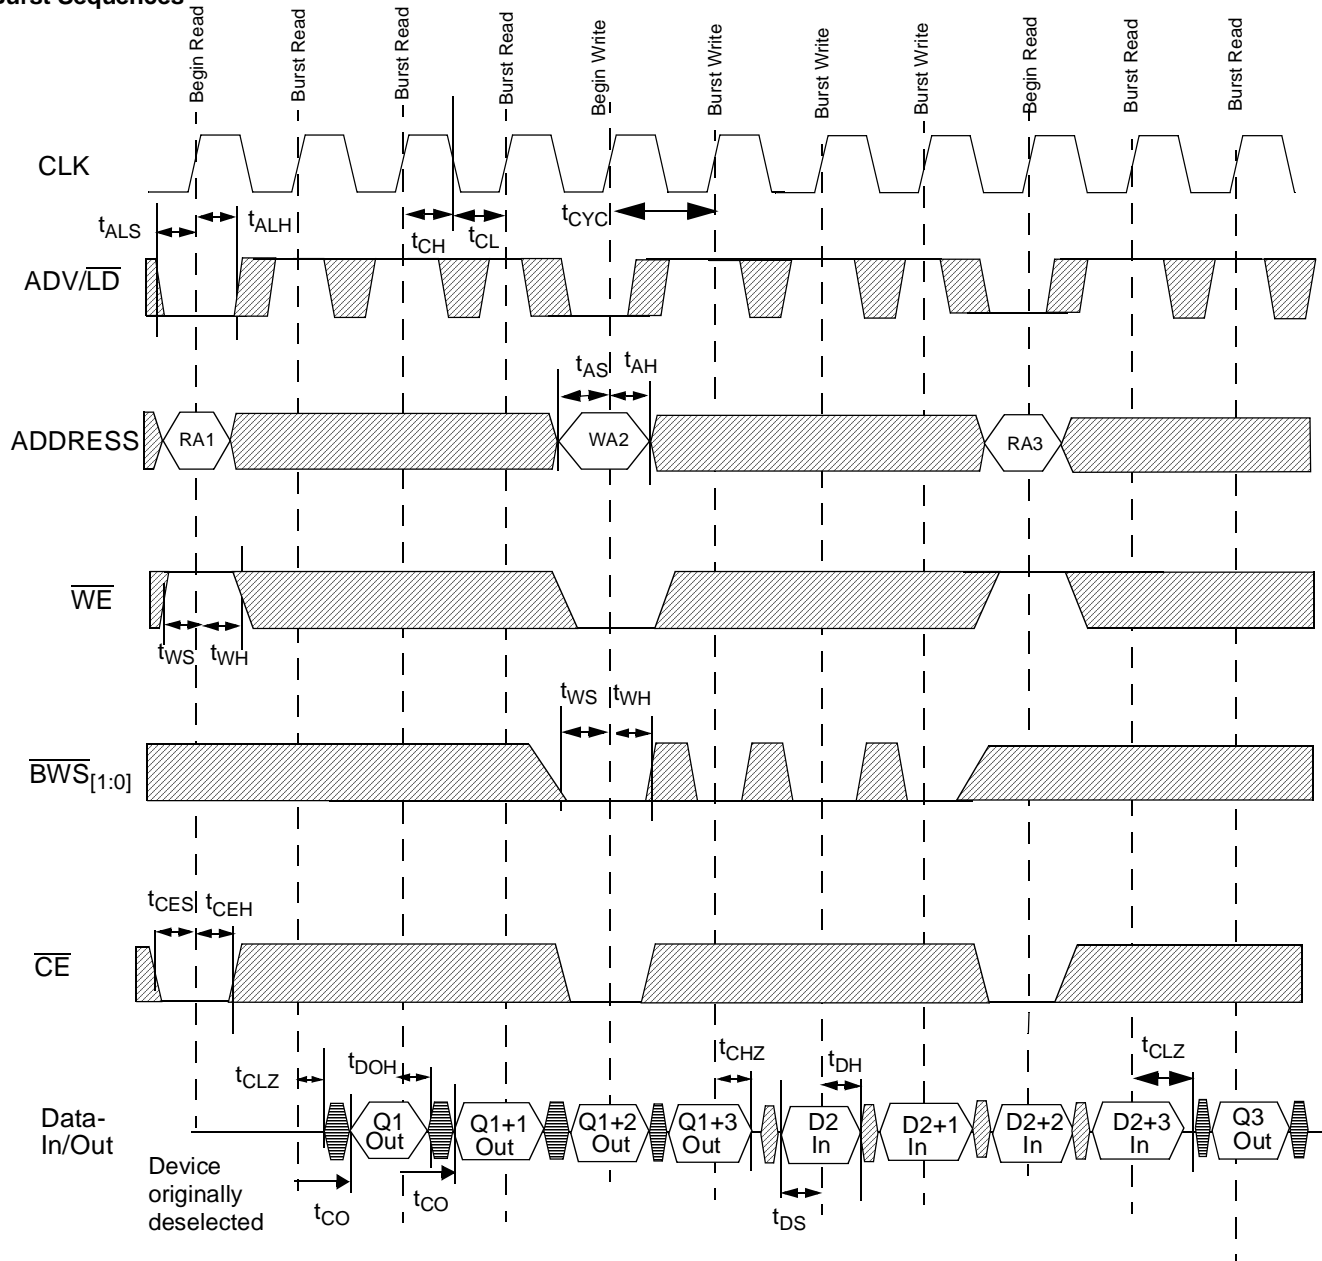 Burst Sequences
Begin Read
Burst Read
Burst Read
Burst Read
Begin Write
Burst Write
Burst Write
Burst Write
Begin Read
Burst Read
Burst Read
CLK
tALS
tALH
tCH
tCL
tCYC
ADV/LD
tAS
tAH
ADDRESS
RA1
WA2
RA3
WE
tWS
tWH
tWS
tWH
BWS[1:0]
tCES
tCEH
CE
tCLZ
tDOH
tCHZ
tDH
tCLZ
Data-
In/Out
Q1
Out
Q1+1
Out
Q1+2
Out
Q1+3
Out
D2
In
D2+1
In
D2+2
In
D2+3
In
Q3
Out
Device
originally
deselected
tCO
tCO
tDS